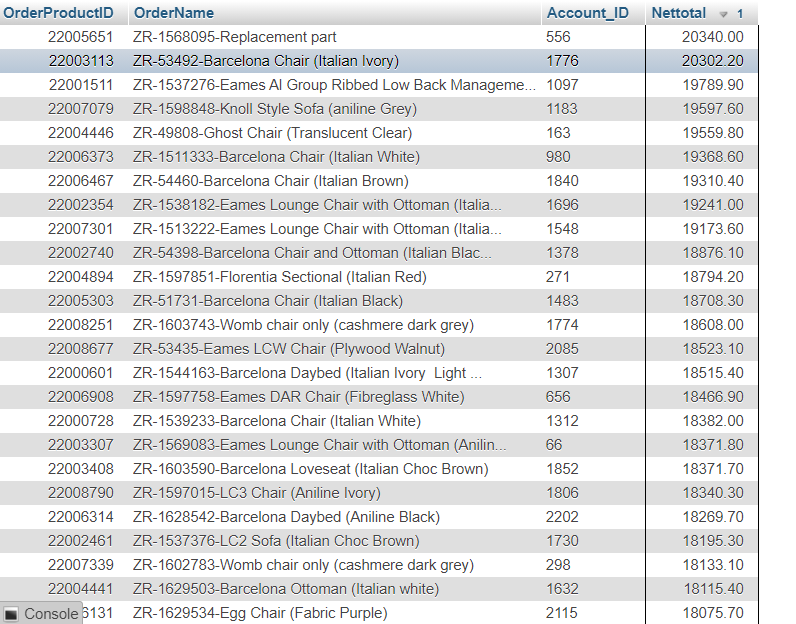 OrderProductID OrderName Account_ID Nettotal 1
22005651 ZR-1568095-Replacement part 556 20340.00
22003113 ZR-53492-Barcelona Chair (Italian Ivory) 1776 20302.20
22001511 ZR-1537276-Eames Al Group Ribbed Low Back Manageme... 1097 19789.90
22007079 ZR-1598848-Knoll Style Sofa (aniline Grey) 1183 19597.60
22004446 ZR-49808-Ghost Chair (Translucent Clear) 163 19559.80
22006373 ZR-1511333-Barcelona Chair (Italian White) 980 19368.60
22006467 ZR-54460-Barcelona Chair (Italian Brown) 1840 19310.40
22002354 ZR-1538182-Eames Lounge Chair with Ottoman (Italia... 1696 19241.00
22007301 ZR-1513222-Eames Lounge Chair with Ottoman (Italia... 1548 19173.60
22002740 ZR-54398-Barcelona Chair and Ottoman (Italian Blac... 1378 18876.10
22004894 ZR-1597851-Florentia Sectional (Italian Red) 271 18794.20
22005303 ZR-51731-Barcelona Chair (Italian Black) 1483 18708.30
22008251 ZR-1603743-Womb chair only (cashmere dark grey) 1774 18608.00
22008677 ZR-53435-Eames LCW Chair (Plywood Walnut) 2085 18523.10
22000601 ZR-1544163-Barcelona Daybed (Italian Ivory  Light ... 1307 18515.40
22006908 ZR-1597758-Eames DAR Chair (Fibreglass White) 656 18466.90
22000728 ZR-1539233-Barcelona Chair (Italian White) 1312 18382.00
22003307 ZR-1569083-Eames Lounge Chair with Ottoman (Anilin... 66 18371.80
22003408 ZR-1603590-Barcelona Loveseat (Italian Choc Brown) 1852 18371.70
22008790 ZR-1597015-LC3 Chair (Aniline Ivory) 1806 18340.30
22006314 ZR-1628542-Barcelona Daybed (Aniline Black) 2202 18269.70
22002461 ZR-1537376-LC2 Sofa (Italian Choc Brown) 1730 18195.30
22007339 ZR-1602783-Womb chair only (cashmere dark grey) 298 18133.10
22004441 ZR-1629503-Barcelona Ottoman (Italian white) 1632 18115.40
Console 6131 ZR-1629534-Egg Chair (Fabric Purple) 2115 18075.70